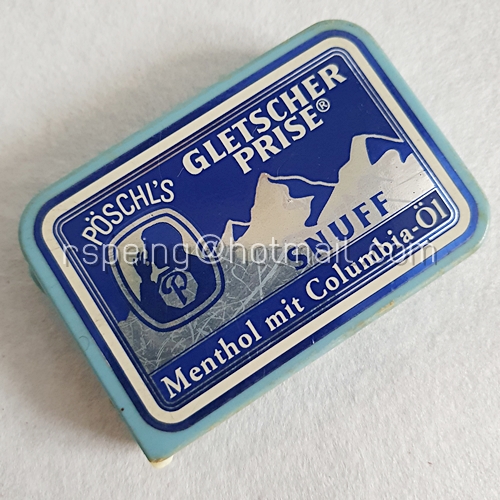 PÖSCHL'S
GLETSCHER
PRISE®
SNUFF
P
Menthol mit Columbia-Öl
rspeing@hotmail.com